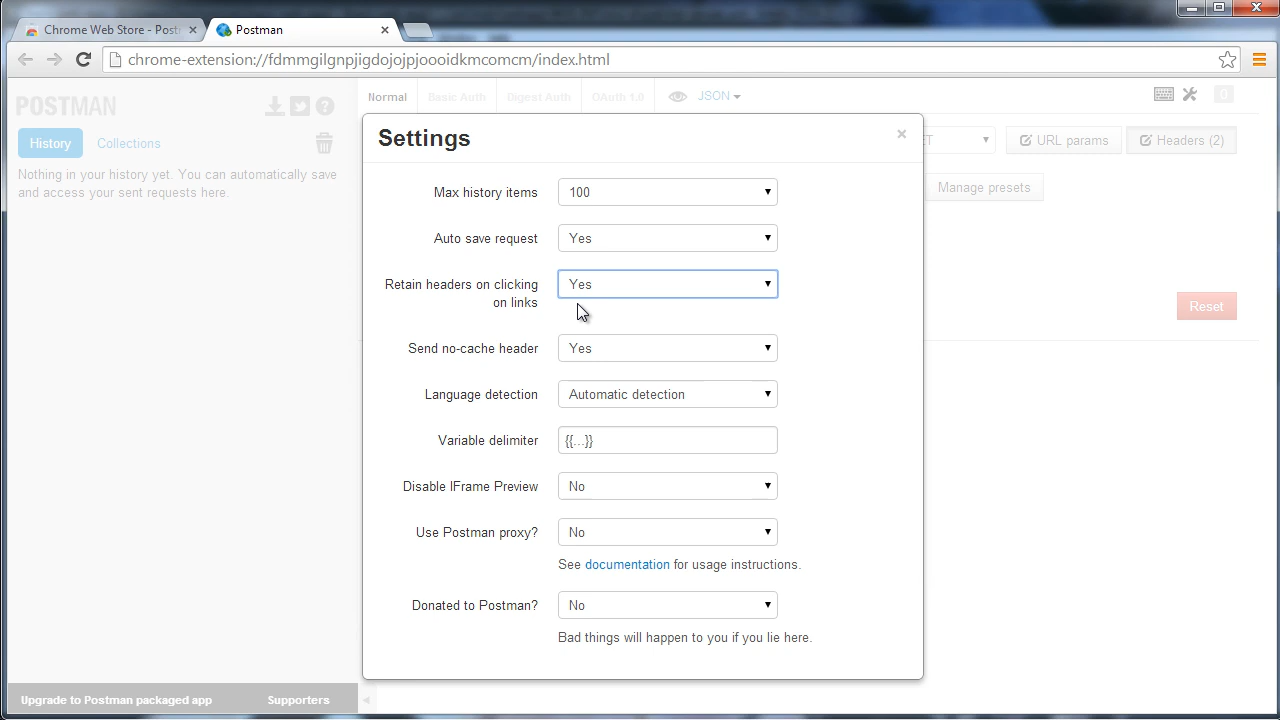 Chrome Web Store - Post
Postman
chrome-extension://fdmmgilgnpjigdojojpjoooidkmcomcm/index.html
POSTMAN
Normal
Basic Auth
Digest Auth
OAuth 1.0
JSON
History
Collections
Nothing in your history yet. You can automatically save
and access your sent requests here.
URL params
Headers (2)
Manage presets
Reset
Settings
Max history items
100
Auto save request
Yes
Retain headers on clicking
on links
Yes
Send no-cache header
Yes
Language detection
Automatic detection
Variable delimiter
{{...}}
Disable IFrame Preview
No
Use Postman proxy?
No
See documentation for usage instructions.
Donated to Postman?
No
Bad things will happen to you if you lie here.
Upgrade to Postman packaged app
Supporters